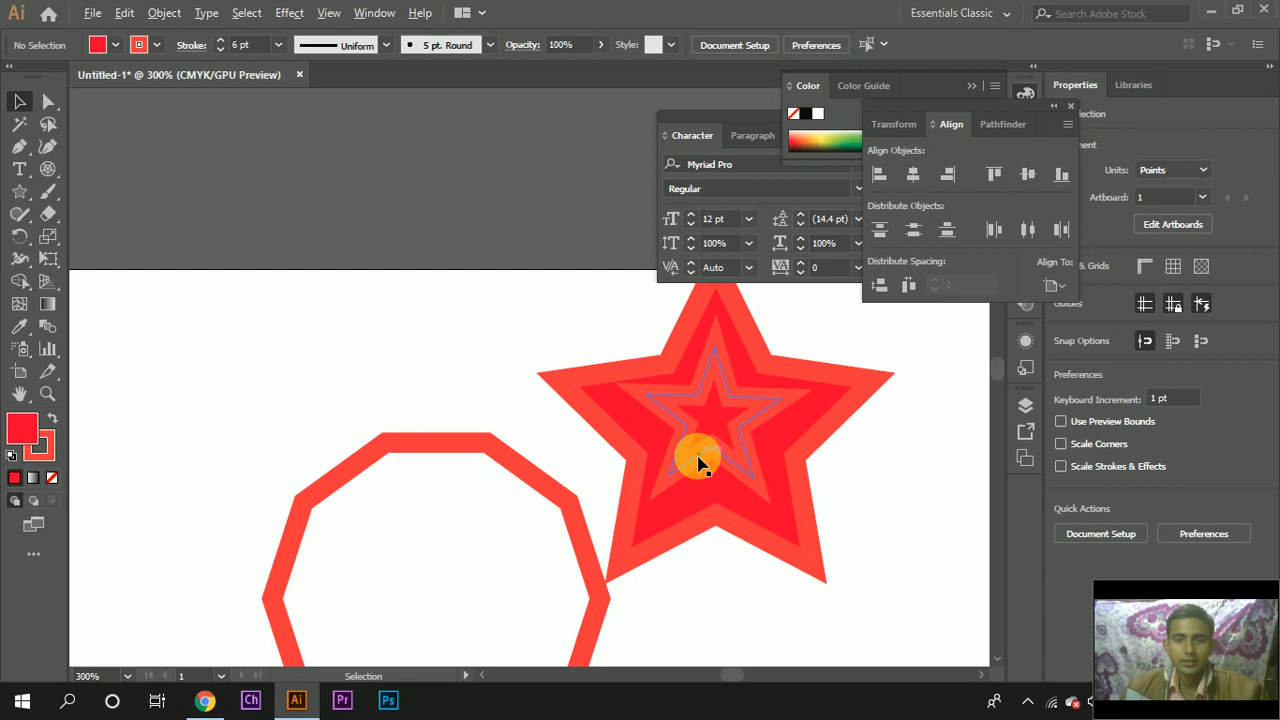 Ai File Edit Object Type Select Effect View Window Help Essentials Classic Search Adobe Stock
No Selection Stroke: 6 pt Uniform 5 pt. Round Opacity: 100% Style: Document Setup Preferences
Untitled-1* @ 300% (CMYK/GPU Preview)
Color Color Guide
Properties Libraries
Transform Align Pathfinder
Character Paragraph
Align Objects:
Myriad Pro
Regular
Units: Points
Artboard: 1
Distribute Objects:
12 pt (14.4 pt)
Edit Artboards
100% 100%
Distribute Spacing: Align To:
Auto 0
0
& Grids
Guides
Snap Options
Preferences
Keyboard Increment: 1 pt
Use Preview Bounds
Scale Corners
Scale Strokes & Effects
Quick Actions
Document Setup Preferences
300% 1 Selection
Ch Ai Pr Ps